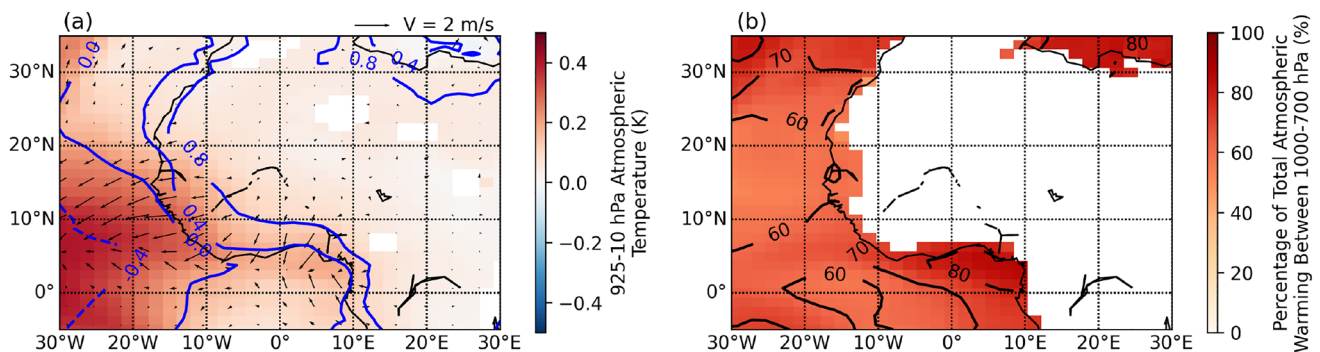 (a)
V = 2 m/s
30°N
20°N
10°N
0°
30°W
20°W
10°W
0°
10°E
20°E
30°E
0.0
0.8
0.4
0.8
0.4
0.0
-0.4
0.4
0.2
0.0
−0.2
−0.4
925-10 hPa Atmospheric
Temperature (K)
(b)
30°N
20°N
10°N
0°
30°W
20°W
10°W
0°
10°E
20°E
30°E
70
80
60
60
70
60
80
100
80
60
40
20
0
Percentage of Total Atmospheric
Warming Between 1000-700 hPa (%)